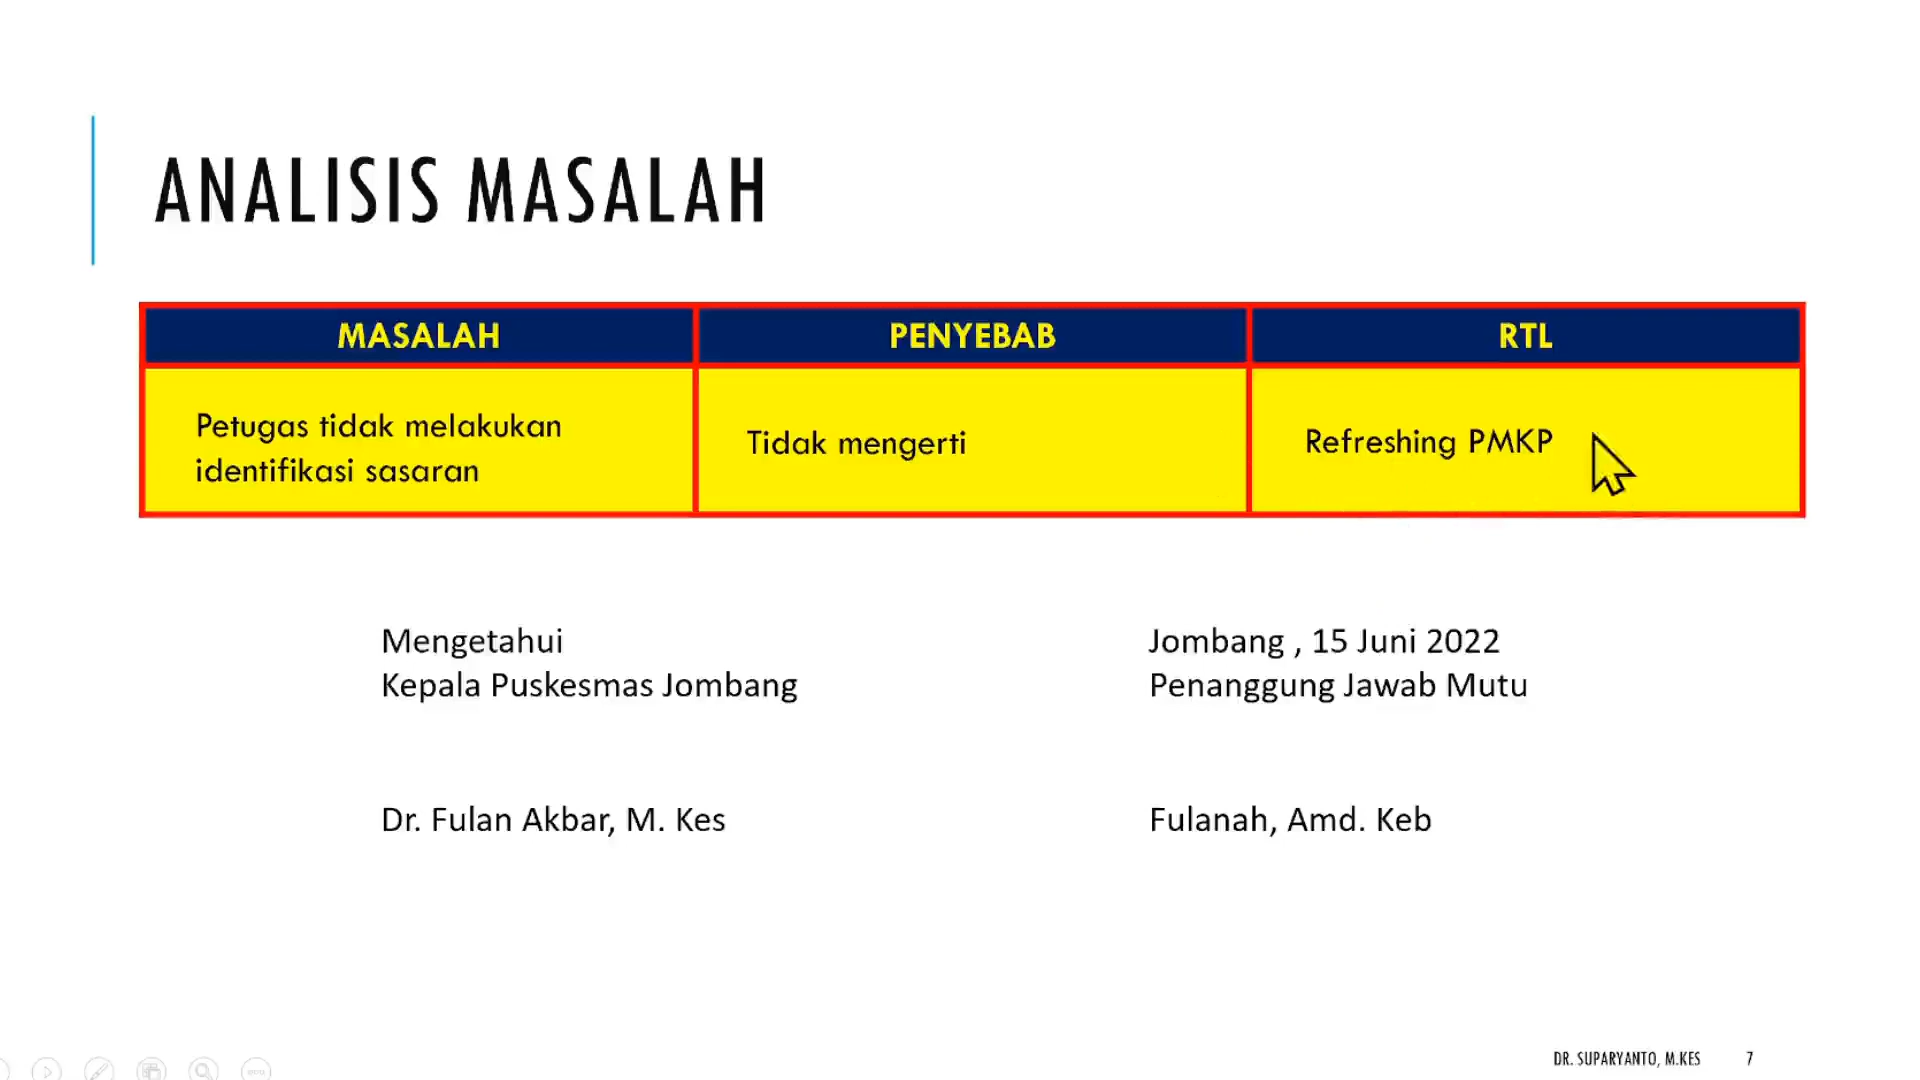 ANALISIS MASALAH
MASALAH
PENYEBAB
RTL
Petugas tidak melakukan
identifikasi sasaran
Tidak mengerti
Refreshing PMKP
Mengetahui
Kepala Puskesmas Jombang
Dr. Fulan Akbar, M. Kes
Jombang , 15 Juni 2022
Penanggung Jawab Mutu
Fulanah, Amd. Keb
DR. SUPARYANTO, M.KES
7